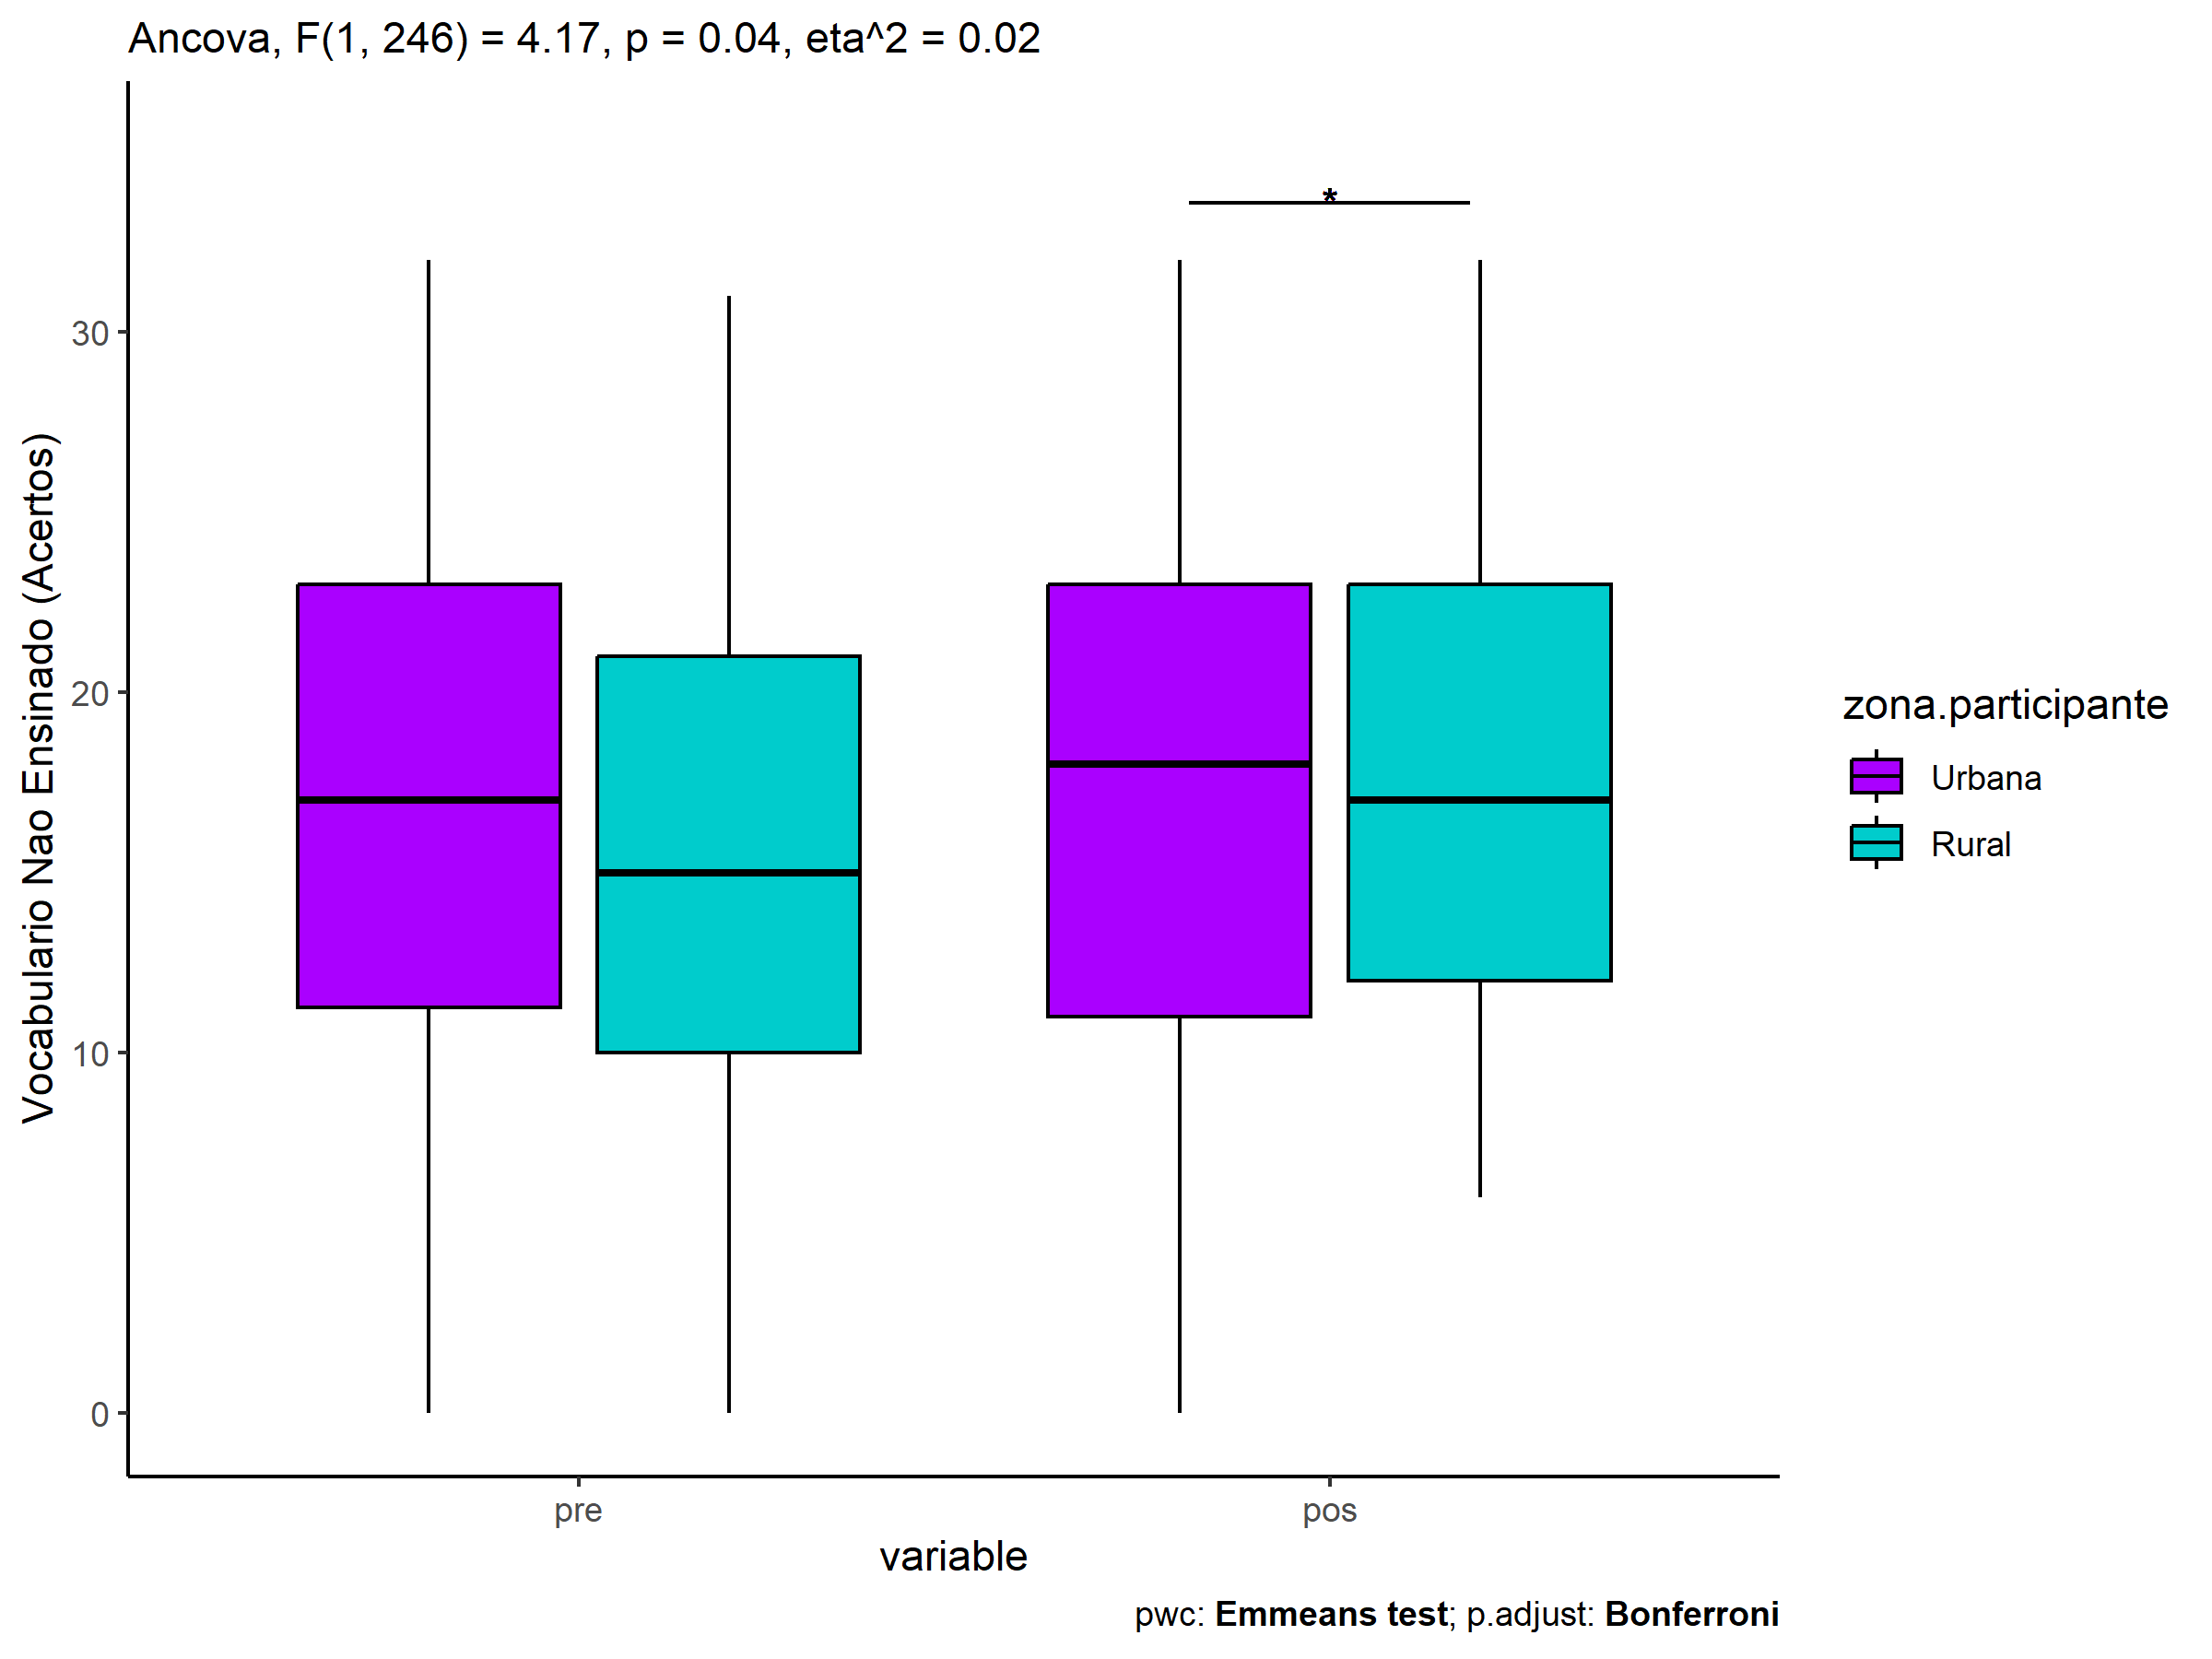 Ancova, F(1, 246) = 4.17, p = 0.04, eta^2 = 0.02
Vocabulario Nao Ensinado (Acertos)
30
20
10
0
*
pre
pos
variable
zona.participante
Urbana
Rural
pwc: Emmeans test; p.adjust: Bonferroni